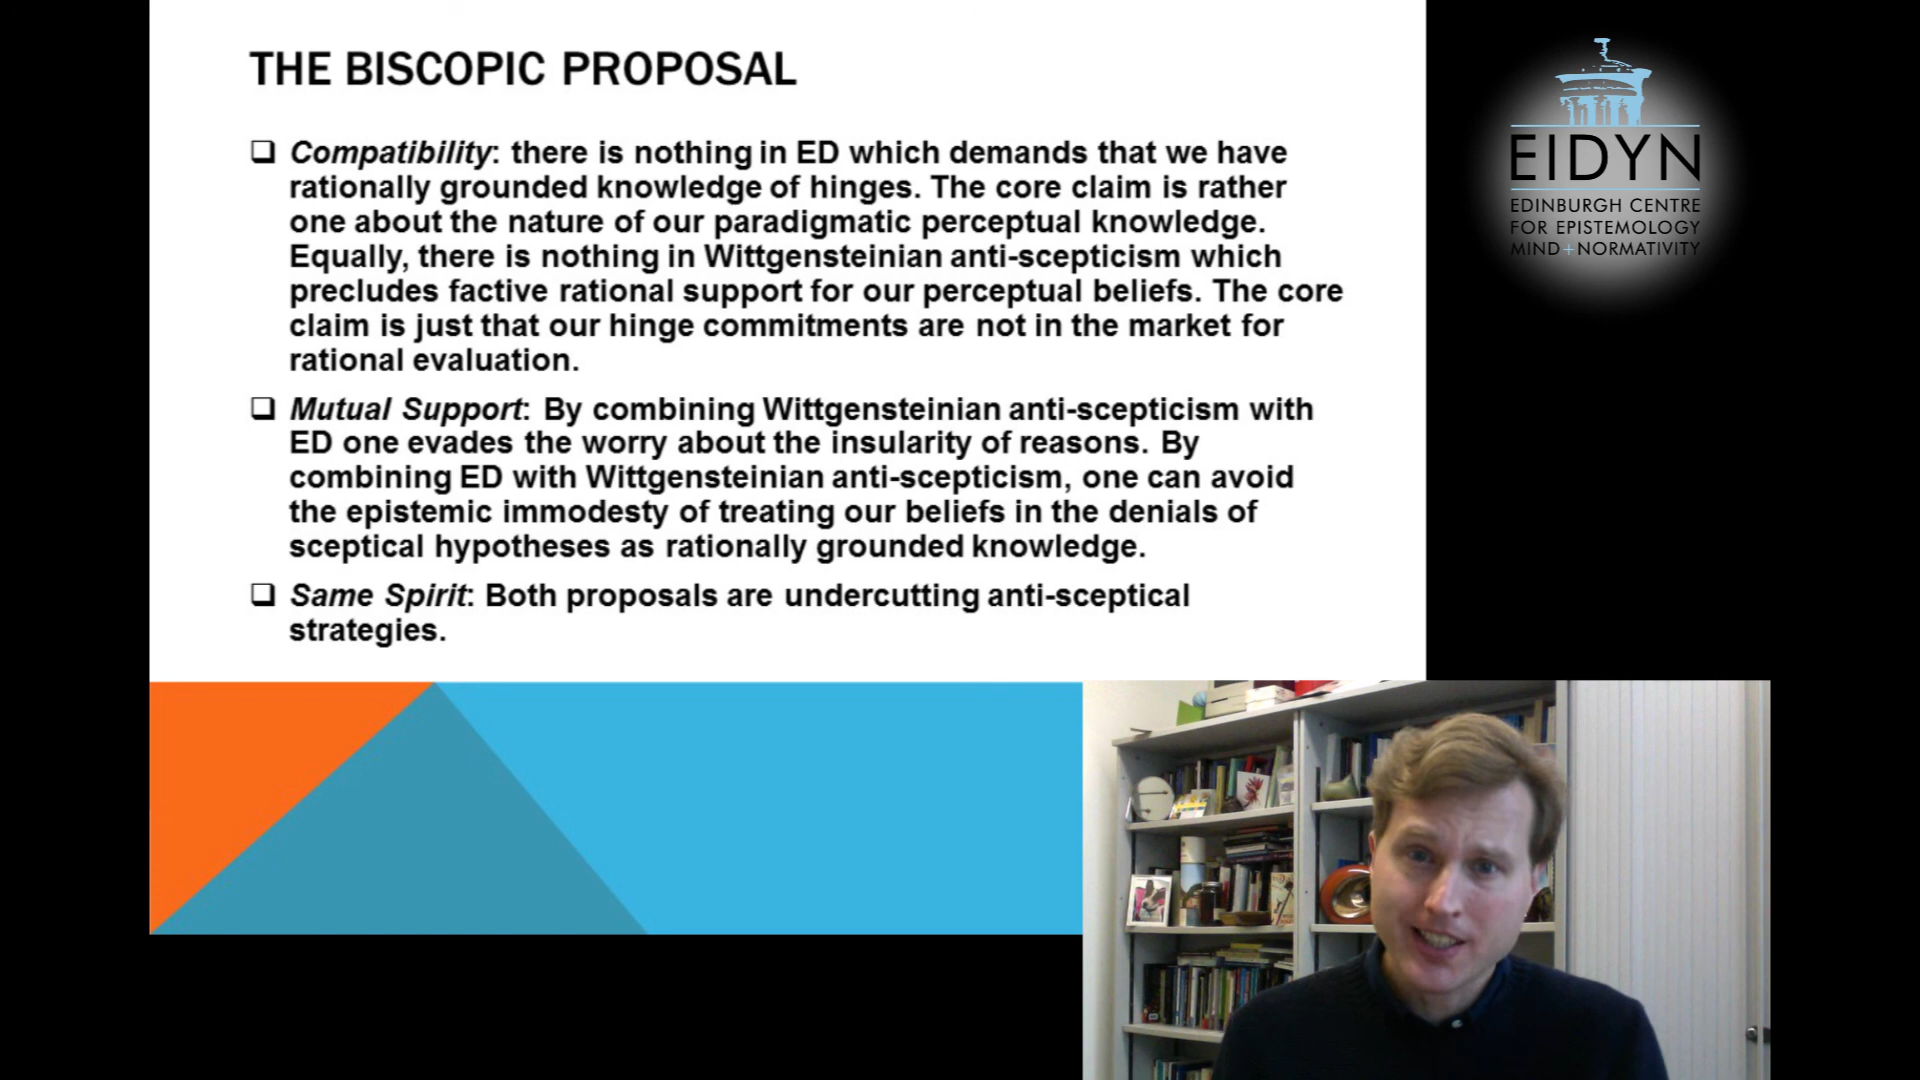 THE BISCOPIC PROPOSAL
❑ Compatibility: there is nothing in ED which demands that we have
rationally grounded knowledge of hinges. The core claim is rather
one about the nature of our paradigmatic perceptual knowledge.
Equally, there is nothing in Wittgensteinian anti-scepticism which
precludes factive rational support for our perceptual beliefs. The core
claim is just that our hinge commitments are not in the market for
rational evaluation.
❑ Mutual Support: By combining Wittgensteinian anti-scepticism with
ED one evades the worry about the insularity of reasons. By
combining ED with Wittgensteinian anti-scepticism, one can avoid
the epistemic immodesty of treating our beliefs in the denials of
sceptical hypotheses as rationally grounded knowledge.
❑ Same Spirit: Both proposals are undercutting anti-sceptical
strategies.
EIDYN
EDINBURGH CENTRE
FOR EPISTEMOLOGY
MIND+NORMATIVITY